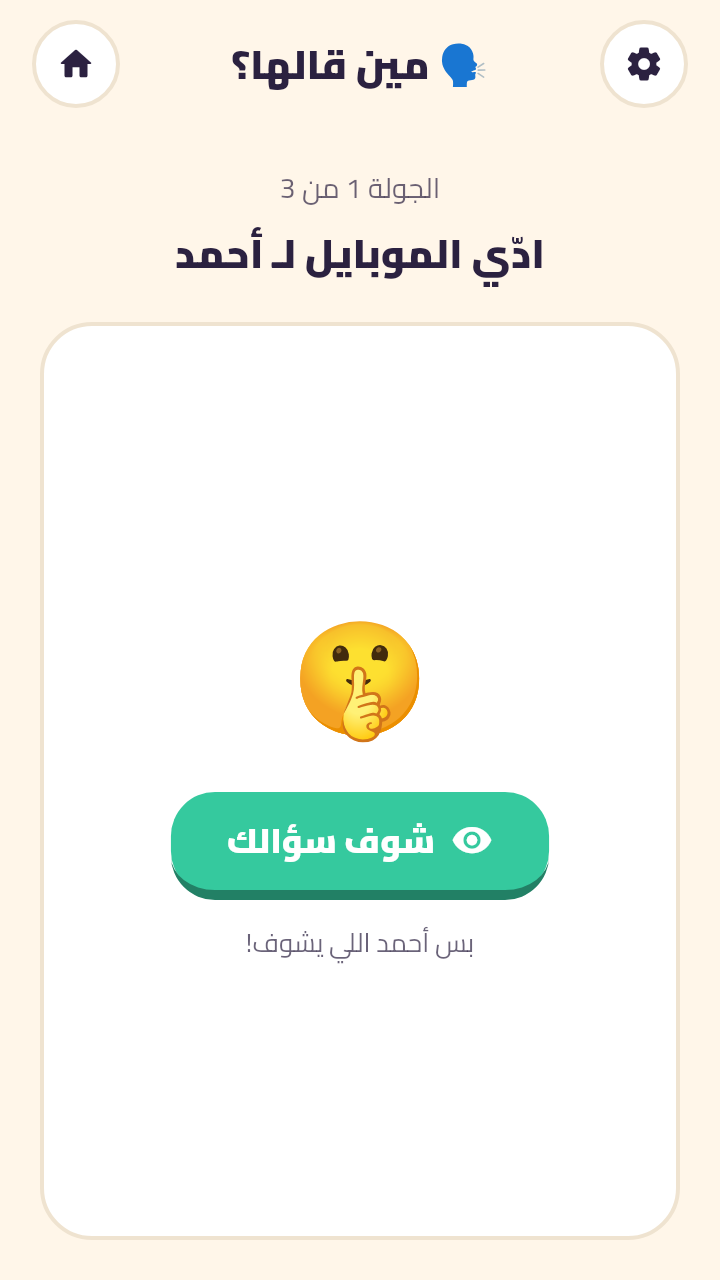 مين قالها؟
الجولة 1 من 3
ادّي الموبايل لـ أحمد
شوف سؤالك
بس أحمد اللي يشوف!